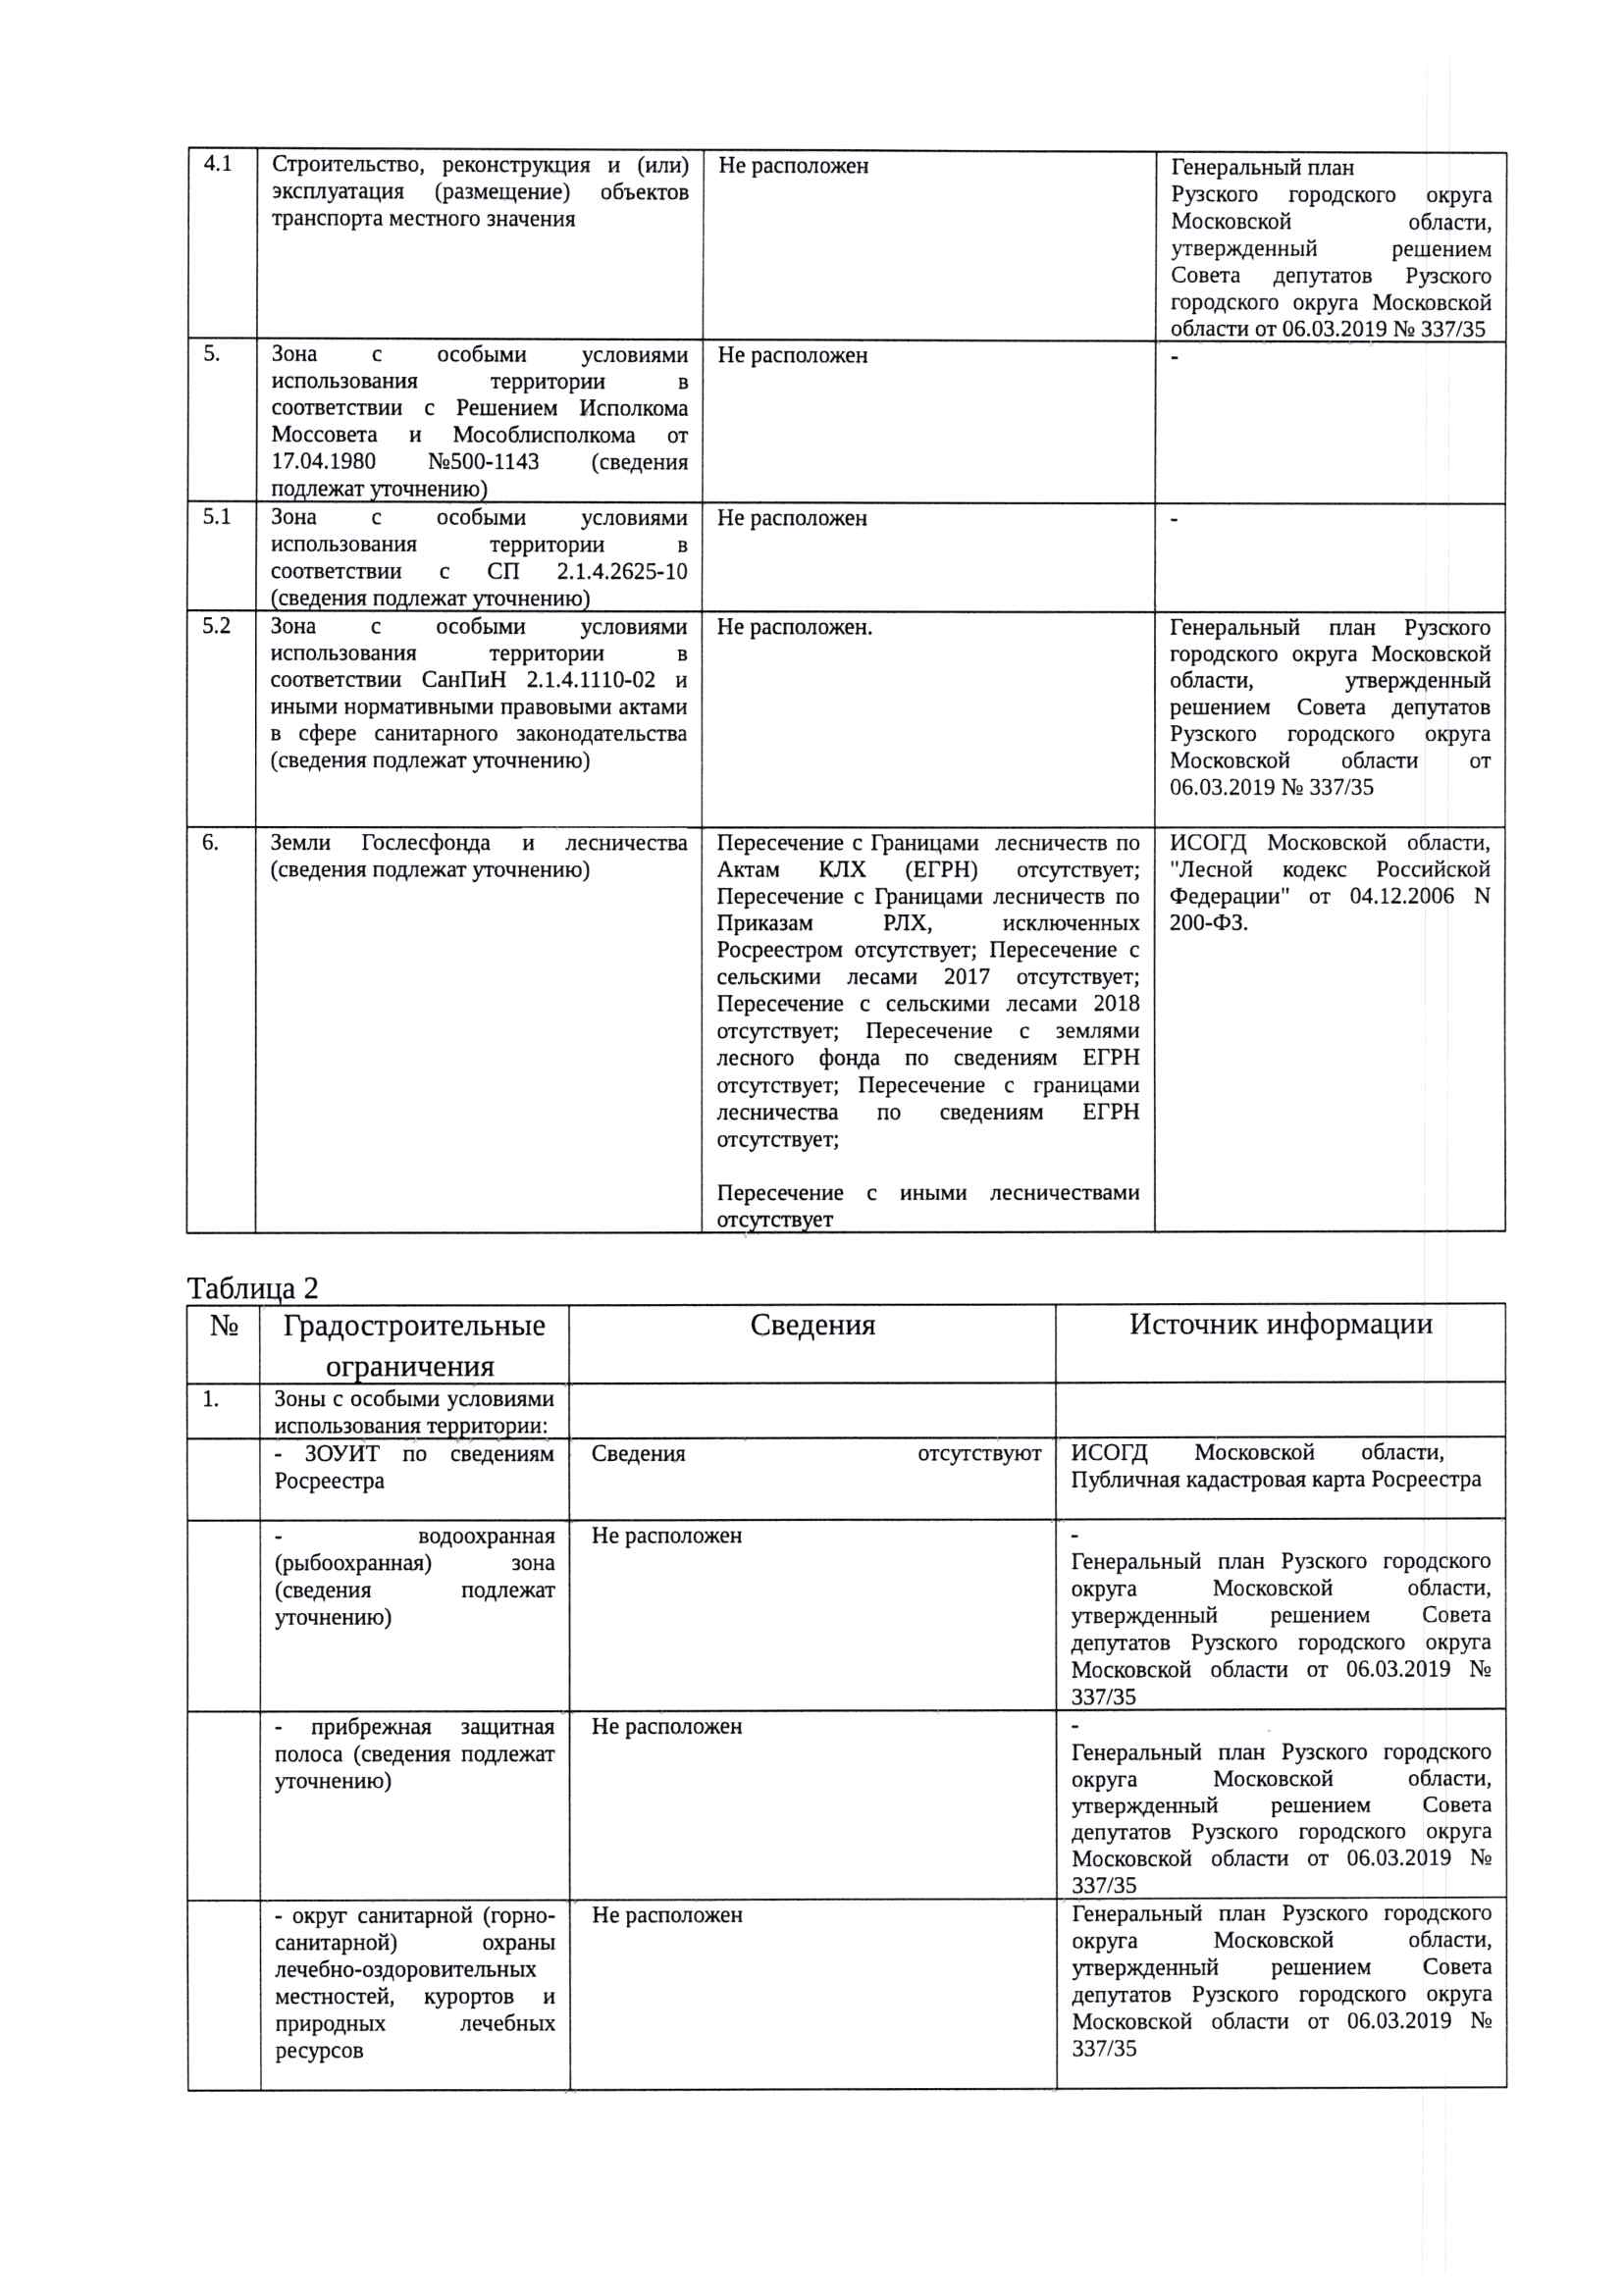 4.1
Строительство, реконструкция и (или)
эксплуатация (размещение) объектов
транспорта местного значения
Не расположен
Генеральный план
Рузского городского округа
Московской области,
утвержденный решением
Совета депутатов Рузского
городского округа Московской
области от 06.03.2019 № 337/35
5.
Зона с особыми условиями
использования территории в
соответствии с Решением Исполкома
Моссовета и Мособлисполкома от
17.04.1980 №500-1143 (сведения
подлежат уточнению)
Не расположен
-
5.1
Зона с особыми условиями
использования территории в
соответствии с СП 2.1.4.2625-10
(сведения подлежат уточнению)
Не расположен
-
5.2
Зона с особыми условиями
использования территории в
соответствии СанПиН 2.1.4.1110-02 и
иными нормативными правовыми актами
в сфере санитарного законодательства
(сведения подлежат уточнению)
Не расположен.
Генеральный план Рузского
городского округа Московской
области, утвержденный
решением Совета депутатов
Рузского городского округа
Московской области от
06.03.2019 № 337/35
6.
Земли Гослесфонда и лесничества
(сведения подлежат уточнению)
Пересечение с Границами лесничеств по
Актам КЛХ (ЕГРН) отсутствует;
Пересечение с Границами лесничеств по
Приказам РЛХ, исключенных
Росреестром отсутствует; Пересечение с
сельскими лесами 2017 отсутствует;
Пересечение с сельскими лесами 2018
отсутствует; Пересечение с землями
лесного фонда по сведениям ЕГРН
отсутствует; Пересечение с границами
лесничества по сведениям ЕГРН
отсутствует;
Пересечение с иными лесничествами
отсутствует
ИСОГД Московской области,
"Лесной кодекс Российской
Федерации" от 04.12.2006 N
200-ФЗ.
Таблица 2
№
Градостроительные
ограничения
Сведения
Источник информации
1.
Зоны с особыми условиями
использования территории:
- ЗОУИТ по сведениям
Росреестра
Сведения отсутствуют
ИСОГД Московской области,
Публичная кадастровая карта Росреестра
- водоохранная
(рыбоохранная) зона
(сведения подлежат
уточнению)
Не расположен
-
Генеральный план Рузского городского
округа Московской области,
утвержденный решением Совета
депутатов Рузского городского округа
Московской области от 06.03.2019 №
337/35
- прибрежная защитная
полоса (сведения подлежат
уточнению)
Не расположен
-
Генеральный план Рузского городского
округа Московской области,
утвержденный решением Совета
депутатов Рузского городского округа
Московской области от 06.03.2019 №
337/35
- округ санитарной (горно-
санитарной) охраны
лечебно-оздоровительных
местностей, курортов и
природных лечебных
ресурсов
Не расположен
Генеральный план Рузского городского
округа Московской области,
утвержденный решением Совета
депутатов Рузского городского округа
Московской области от 06.03.2019 №
337/35